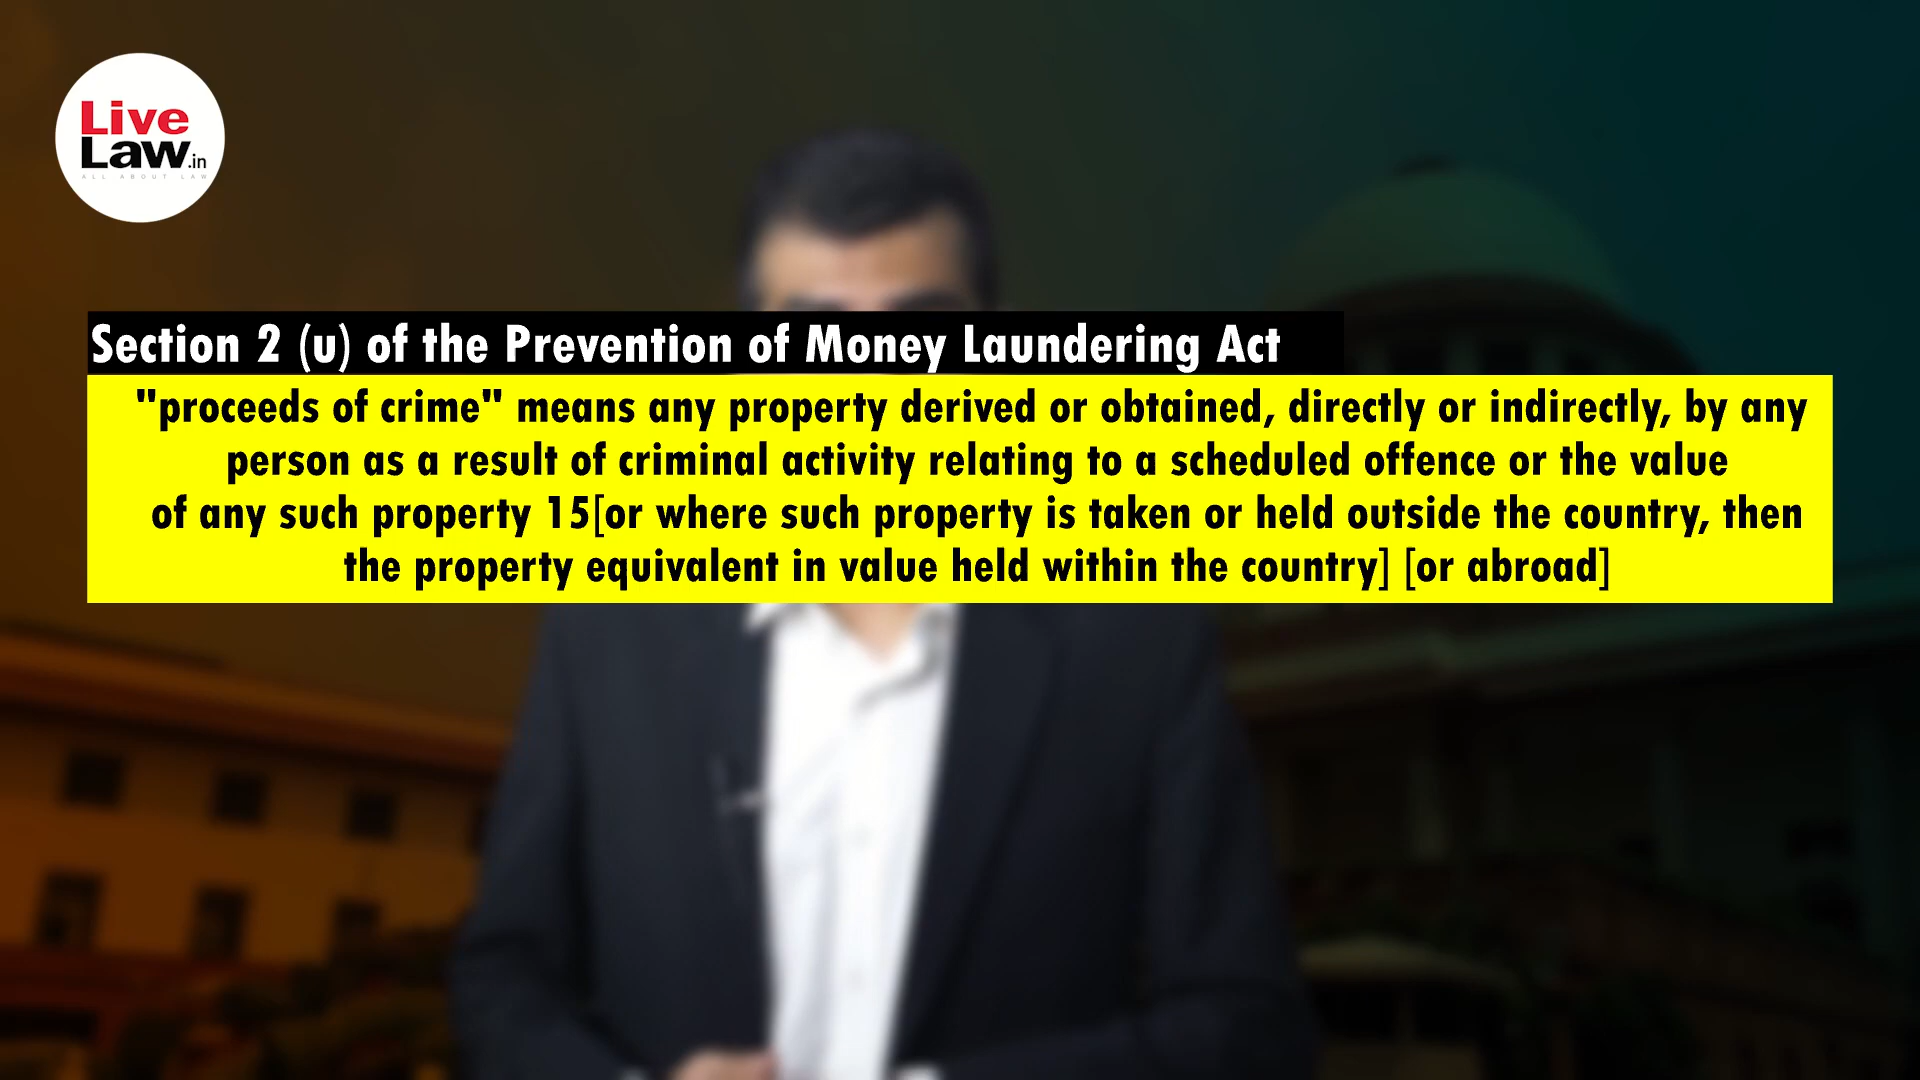 Live
Law.in
ALL ABOUT LAW
Section 2 (u) of the Prevention of Money Laundering Act
"proceeds of crime" means any property derived or obtained, directly or indirectly, by any
person as a result of criminal activity relating to a scheduled offence or the value
of any such property 15[or where such property is taken or held outside the country, then
the property equivalent in value held within the country] [or abroad]